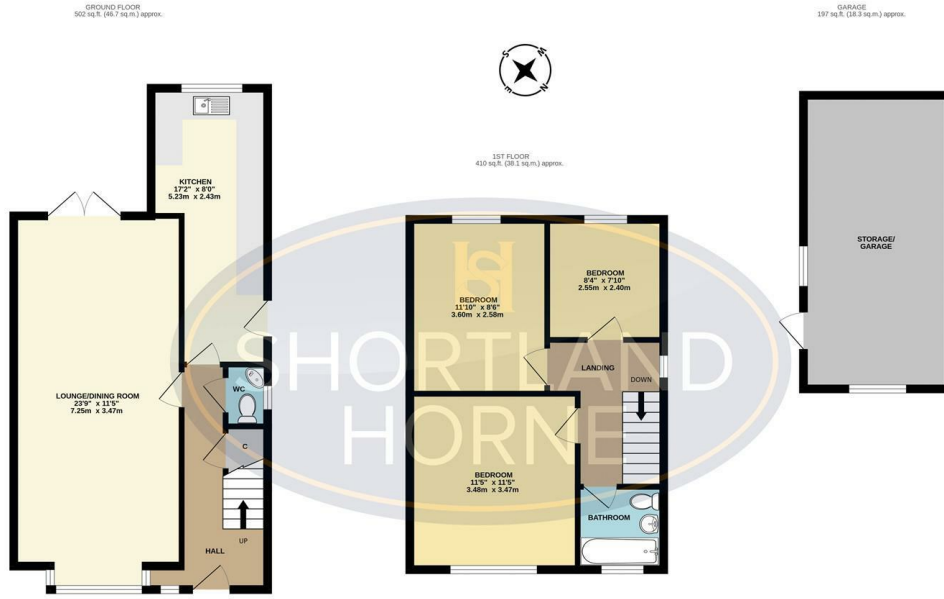 GROUND FLOOR
502 sq.ft. (46.7 sq.m.) approx.
GARAGE
197 sq.ft. (18.3 sq.m.) approx.
S
W
E
N
1ST FLOOR
410 sq.ft. (38.1 sq.m.) approx.
KITCHEN
17'2" x 8'0"
5.23m x 2.43m
LOUNGE/DINING ROOM
23'9" x 11'5"
7.25m x 3.47m
WC
C
UP
HALL
BEDROOM
11'10" x 8'6"
3.60m x 2.58m
BEDROOM
8'4" x 7'10"
2.55m x 2.40m
LANDING
DOWN
BEDROOM
11'5" x 11'5"
3.48m x 3.47m
BATHROOM
STORAGE/
GARAGE
SHORTLAND
HORNE